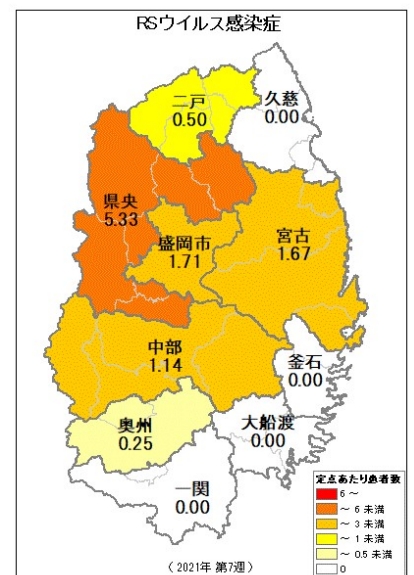 RSウイルス感染症
二戸
0.50
久慈
0.00
県央
5.33
盛岡市
1.71
宮古
1.67
中部
1.14
釜石
0.00
奥州
0.25
大船渡
0.00
一関
0.00
定点あたり患者数
6 ～
～ 6 未満
～ 3 未満
～ 1 未満
～ 0.5 未満
0
（ 2021年 第7週 ）